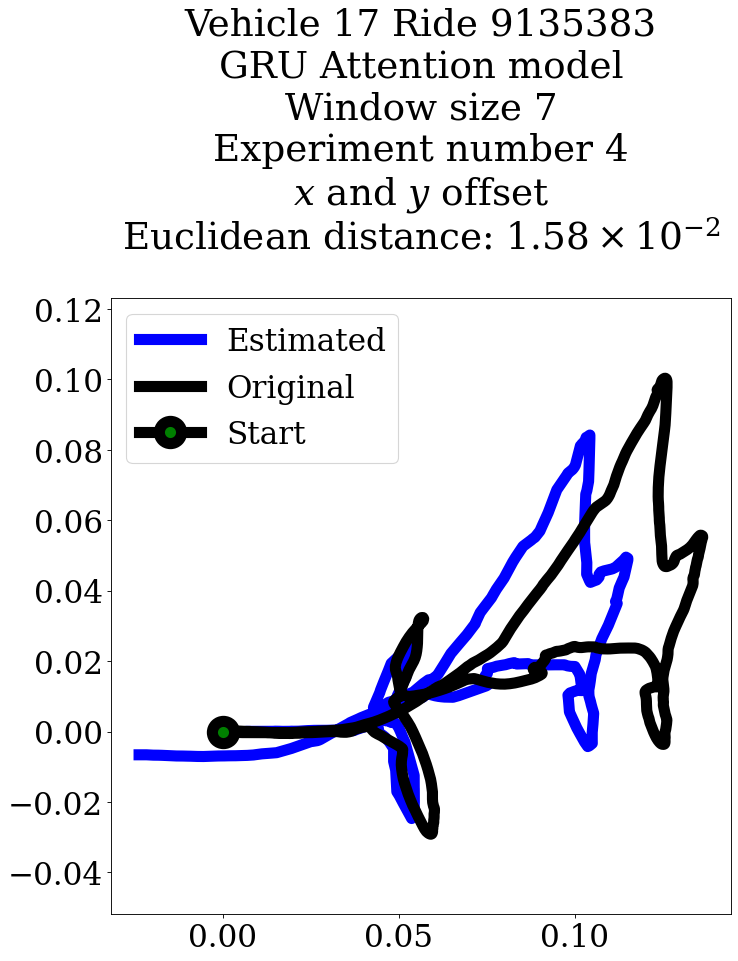 Vehicle 17 Ride 9135383
GRU Attention model
Window size 7
Experiment number 4
x and y offset
Euclidean distance: 1.58 × 10⁻²
Estimated
Original
Start
0.12
0.10
0.08
0.06
0.04
0.02
0.00
−0.02
−0.04
0.00 0.05 0.10